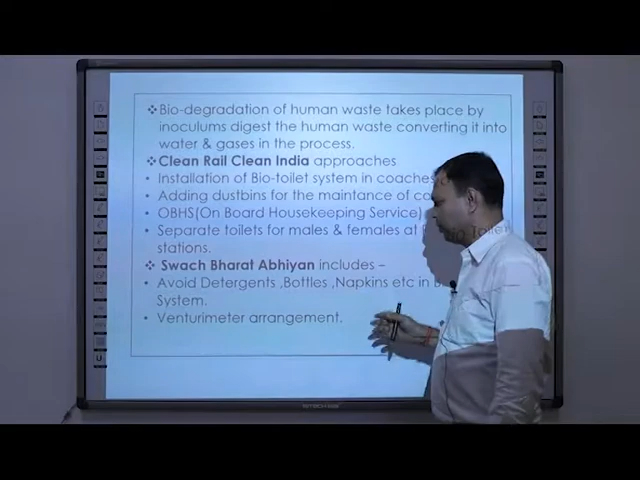 ❖Bio-degradation of human waste takes place by
inoculums digest the human waste converting it into
water & gases in the process.
❖Clean Rail Clean India approaches
• Installation of Bio-toilet system in coaches
• Adding dustbins for the maintance of
• OBHS(On Board Housekeeping Service)
• Separate toilets for males & females at
stations.
❖ Swach Bharat Abhiyan includes –
• Avoid Detergents ,Bottles ,Napkins etc in
System.
• Venturimeter arrangement.